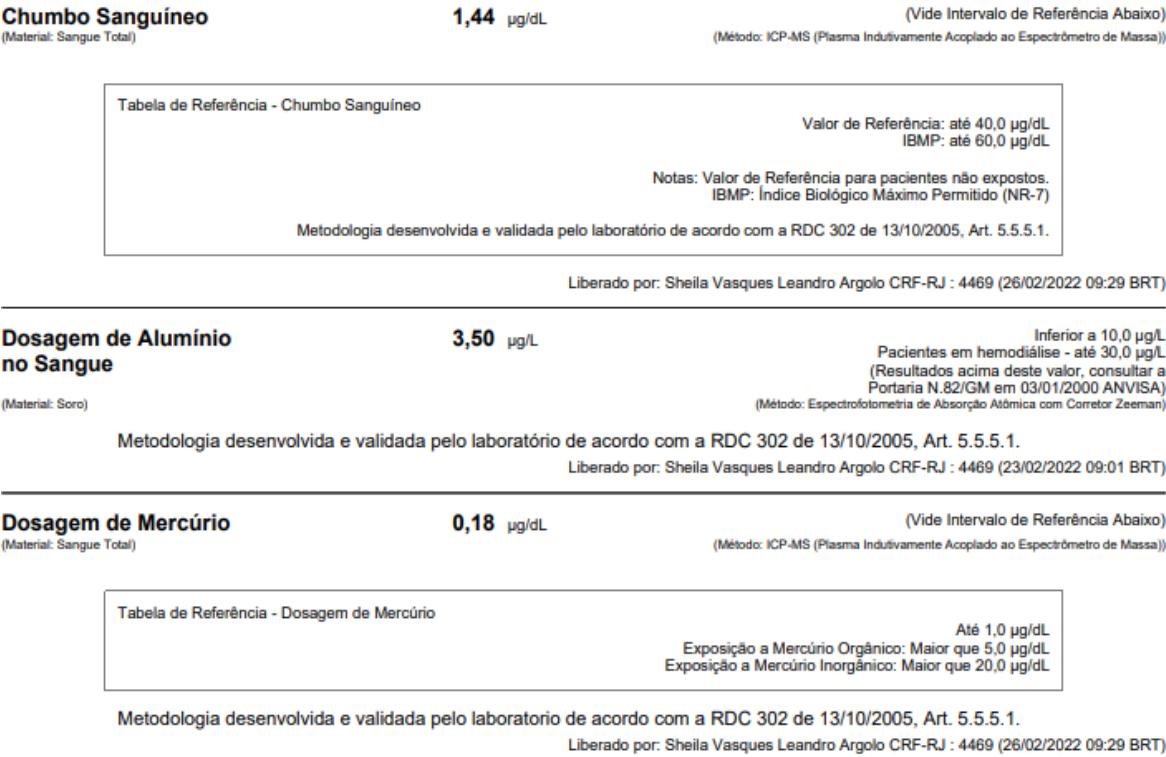 Chumbo Sanguíneo 1,44 µg/dL (Vide Intervalo de Referência Abaixo)
(Material: Sangue Total) (Método: ICP-MS (Plasma Indutivamente Acoplado ao Espectrômetro de Massa))
Tabela de Referência - Chumbo Sanguíneo
Valor de Referência: até 40,0 µg/dL
IBMP: até 60,0 µg/dL
Notas: Valor de Referência para pacientes não expostos.
IBMP: Índice Biológico Máximo Permitido (NR-7)
Metodologia desenvolvida e validada pelo laboratório de acordo com a RDC 302 de 13/10/2005, Art. 5.5.5.1.
Liberado por: Sheila Vasques Leandro Argolo CRF-RJ : 4469 (26/02/2022 09:29 BRT)
Dosagem de Alumínio 3,50 µg/L Inferior a 10,0 µg/L
no Sangue Pacientes em hemodiálise - até 30,0 µg/L
(Resultados acima deste valor, consultar a
Portaria N.82/GM em 03/01/2000 ANVISA)
(Material: Soro) (Método: Espectrofotometria de Absorção Atômica com Corretor Zeeman)
Metodologia desenvolvida e validada pelo laboratório de acordo com a RDC 302 de 13/10/2005, Art. 5.5.5.1.
Liberado por: Sheila Vasques Leandro Argolo CRF-RJ : 4469 (23/02/2022 09:01 BRT)
Dosagem de Mercúrio 0,18 µg/dL (Vide Intervalo de Referência Abaixo)
(Material: Sangue Total) (Método: ICP-MS (Plasma Indutivamente Acoplado ao Espectrômetro de Massa))
Tabela de Referência - Dosagem de Mercúrio
Até 1,0 µg/dL
Exposição a Mercúrio Orgânico: Maior que 5,0 µg/dL
Exposição a Mercúrio Inorgânico: Maior que 20,0 µg/dL
Metodologia desenvolvida e validada pelo laboratorio de acordo com a RDC 302 de 13/10/2005, Art. 5.5.5.1.
Liberado por: Sheila Vasques Leandro Argolo CRF-RJ : 4469 (26/02/2022 09:29 BRT)